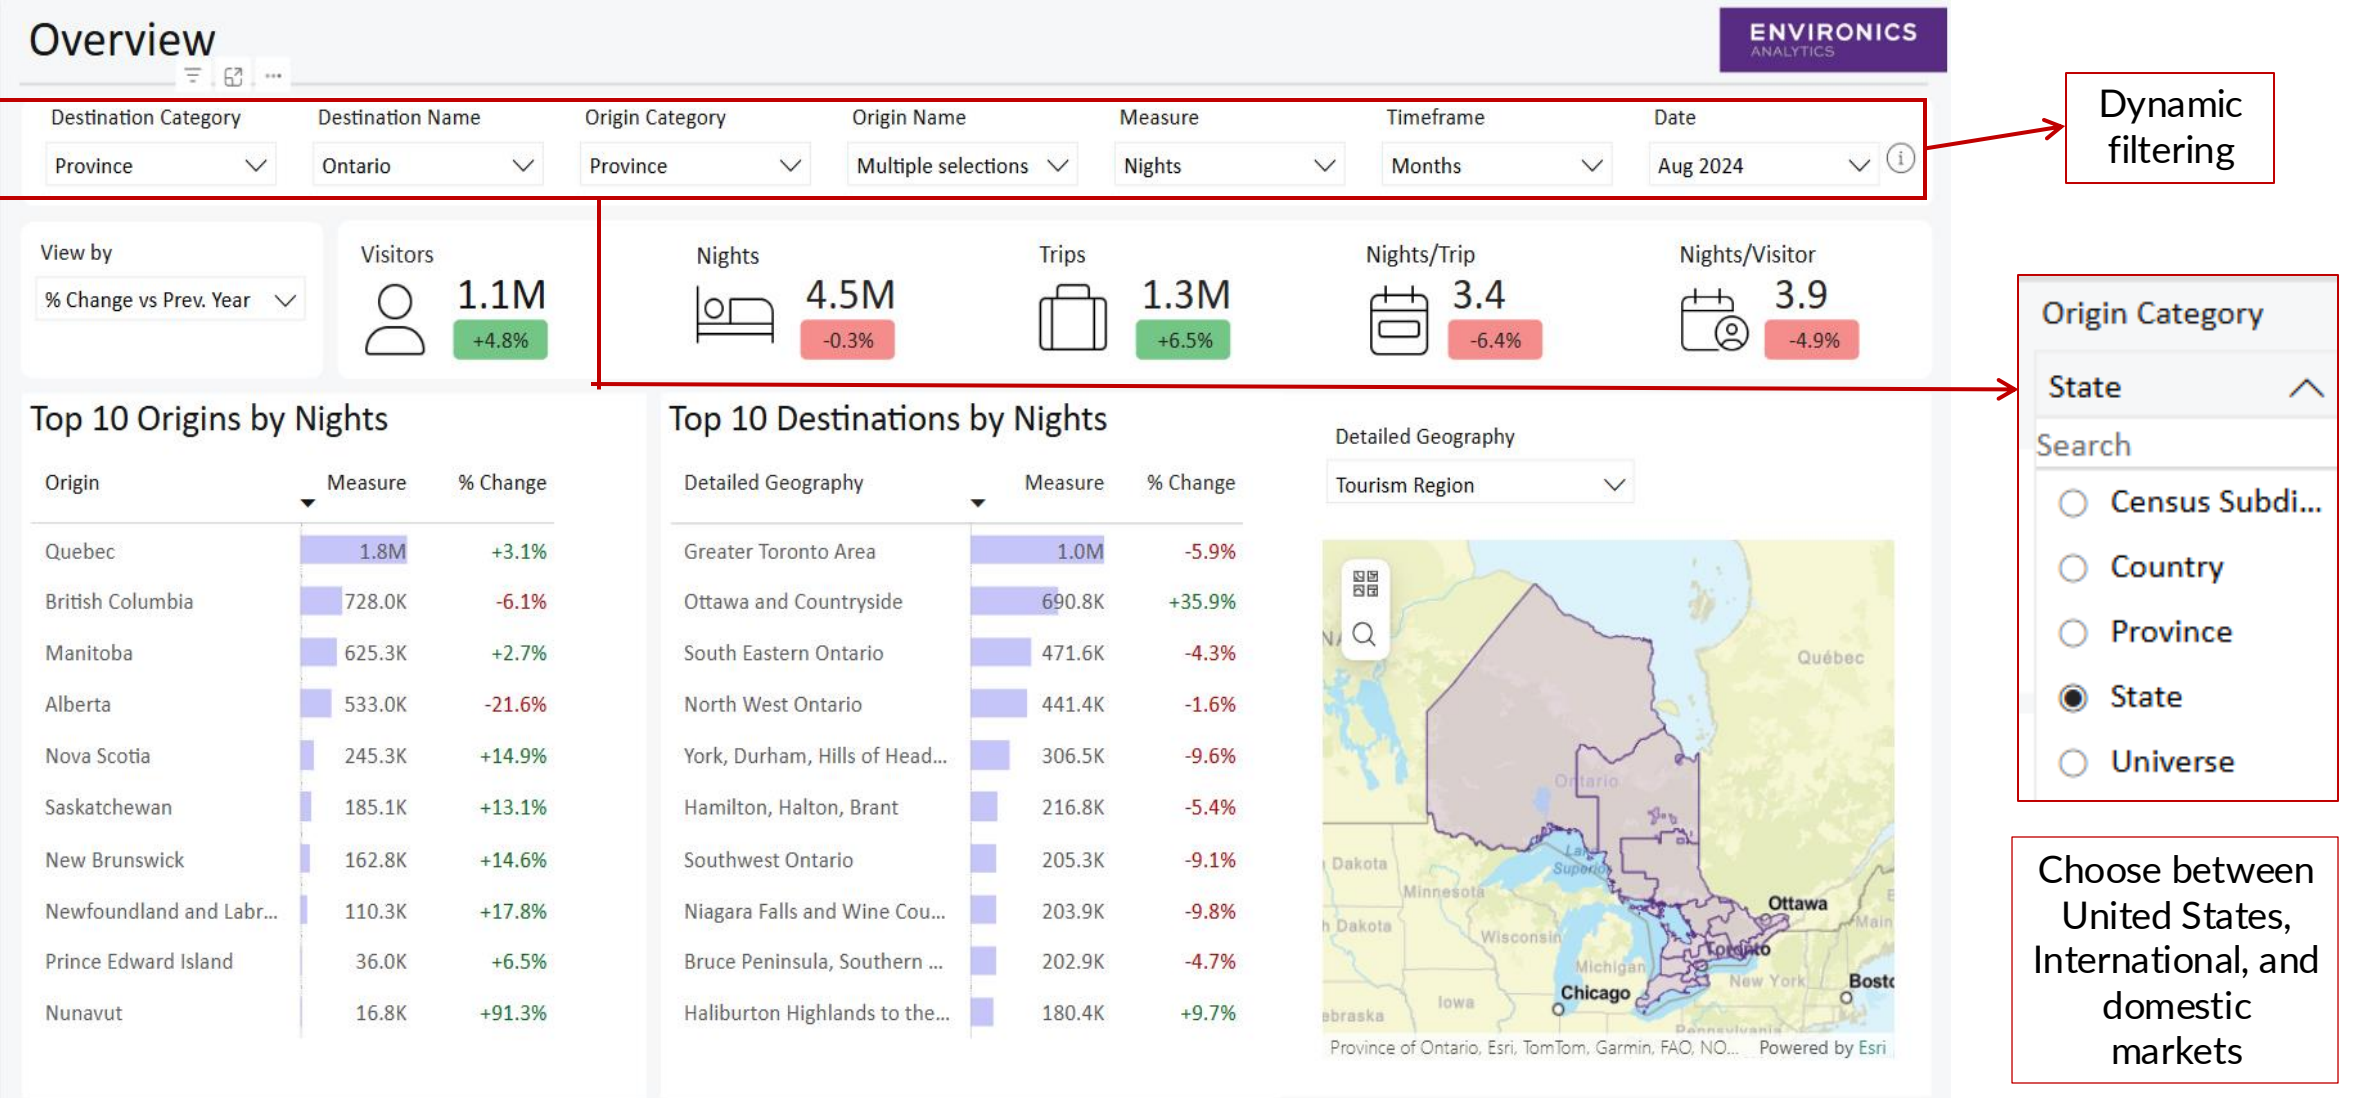 Overview
ENVIRONICS
ANALYTICS
Destination Category Destination Name Origin Category Origin Name Measure Timeframe Date
Province Ontario Province Multiple selections Nights Months Aug 2024
Dynamic
filtering
View by
% Change vs Prev. Year
Visitors
1.1M
+4.8%
Nights
4.5M
-0.3%
Trips
1.3M
+6.5%
Nights/Trip
3.4
-6.4%
Nights/Visitor
3.9
-4.9%
Top 10 Origins by Nights
Origin Measure % Change
Quebec 1.8M +3.1%
British Columbia 728.0K -6.1%
Manitoba 625.3K +2.7%
Alberta 533.0K -21.6%
Nova Scotia 245.3K +14.9%
Saskatchewan 185.1K +13.1%
New Brunswick 162.8K +14.6%
Newfoundland and Labr... 110.3K +17.8%
Prince Edward Island 36.0K +6.5%
Nunavut 16.8K +91.3%
Top 10 Destinations by Nights
Detailed Geography Measure % Change
Greater Toronto Area 1.0M -5.9%
Ottawa and Countryside 690.8K +35.9%
South Eastern Ontario 471.6K -4.3%
North West Ontario 441.4K -1.6%
York, Durham, Hills of Head... 306.5K -9.6%
Hamilton, Halton, Brant 216.8K -5.4%
Southwest Ontario 205.3K -9.1%
Niagara Falls and Wine Cou... 203.9K -9.8%
Bruce Peninsula, Southern ... 202.9K -4.7%
Haliburton Highlands to the... 180.4K +9.7%
Detailed Geography
Tourism Region
Québec
Ontario
Lake
Superior
Dakota
Minnesota
Ottawa
Dakota
Wisconsin
Toronto
Main
Michigan
New York
Chicago
Bosto
Iowa
ebraska
Pennsylvania
Province of Ontario, Esri, TomTom, Garmin, FAO, NO... Powered by Esri
Origin Category
State
Search
Census Subdi...
Country
Province
State
Universe
Choose between
United States,
International, and
domestic
markets